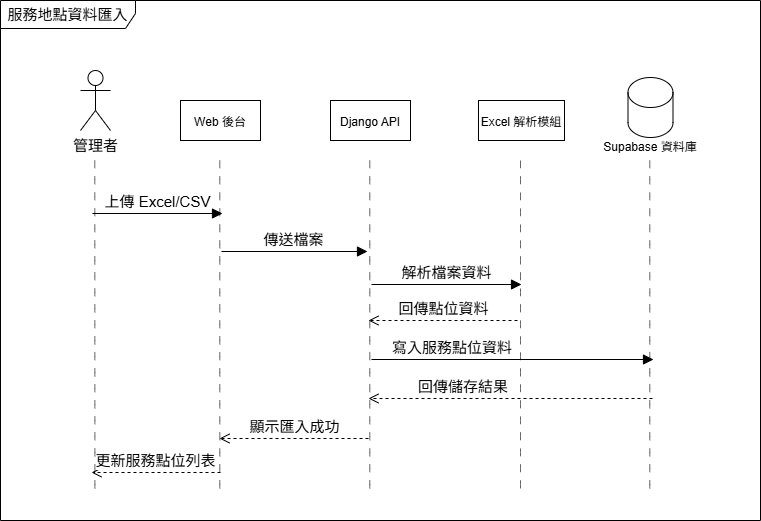 服務地點資料匯入
管理者
Web 後台
Django API
Excel 解析模組
Supabase 資料庫
上傳 Excel/CSV
傳送檔案
解析檔案資料
回傳點位資料
寫入服務點位資料
回傳儲存結果
顯示匯入成功
更新服務點位列表